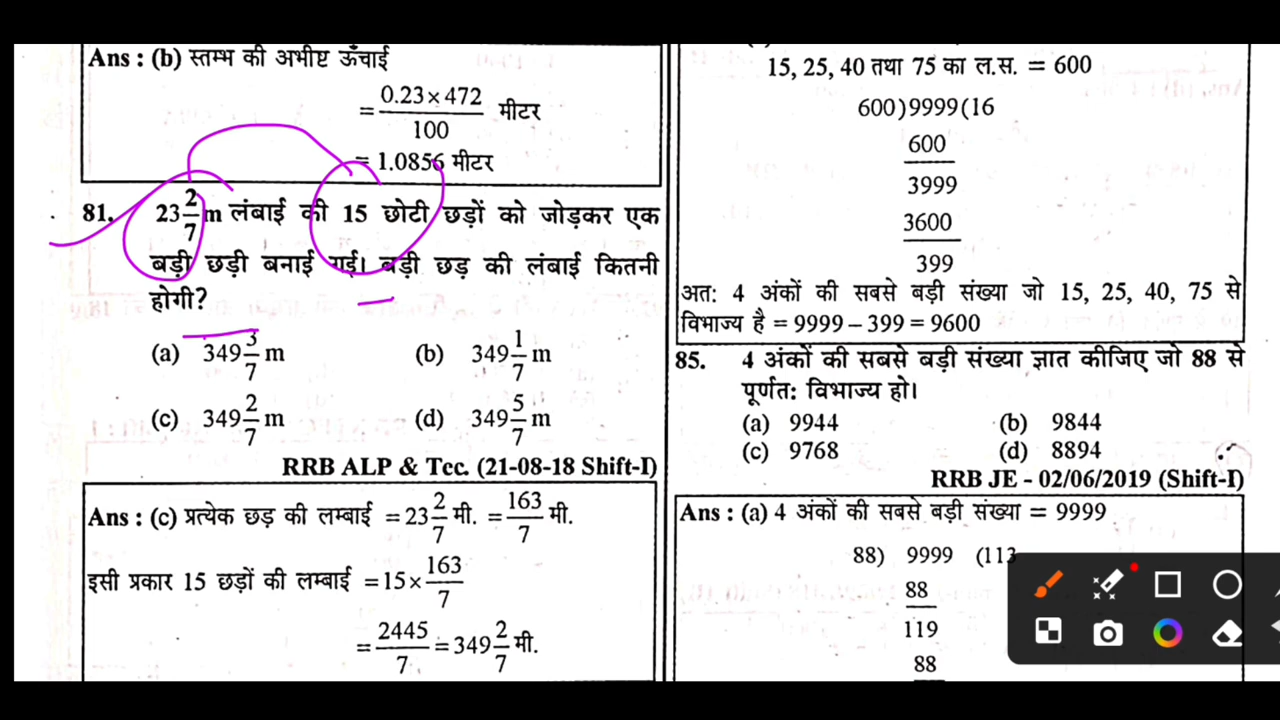 Ans : (b) स्तम्भ की अभीष्ट ऊँचाई
= 0.23×472/100 मीटर
= 1.0856 मीटर
81. 23 2/7 m लंबाई की 15 छोटी छड़ों को जोड़कर एक
बड़ी छड़ी बनाई गई। बड़ी छड़ की लंबाई कितनी
होगी?
(a) 349 3/7 m (b) 349 1/7 m
(c) 349 2/7 m (d) 349 5/7 m
RRB ALP & Tcc. (21-08-18 Shift-I)
Ans : (c) प्रत्येक छड़ की लम्बाई = 23 2/7 मी. = 163/7 मी.
इसी प्रकार 15 छड़ों की लम्बाई = 15 × 163/7
= 2445/7 = 349 2/7 मी.
15, 25, 40 तथा 75 का ल.स. = 600
600)9999(16
600
3999
3600
399
अत: 4 अंकों की सबसे बड़ी संख्या जो 15, 25, 40, 75 से
विभाज्य है = 9999 – 399 = 9600
85. 4 अंकों की सबसे बड़ी संख्या ज्ञात कीजिए जो 88 से
पूर्णत: विभाज्य हो।
(a) 9944 (b) 9844
(c) 9768 (d) 8894
RRB JE - 02/06/2019 (Shift-I)
Ans : (a) 4 अंकों की सबसे बड़ी संख्या = 9999
88) 9999 (113
88
119
88